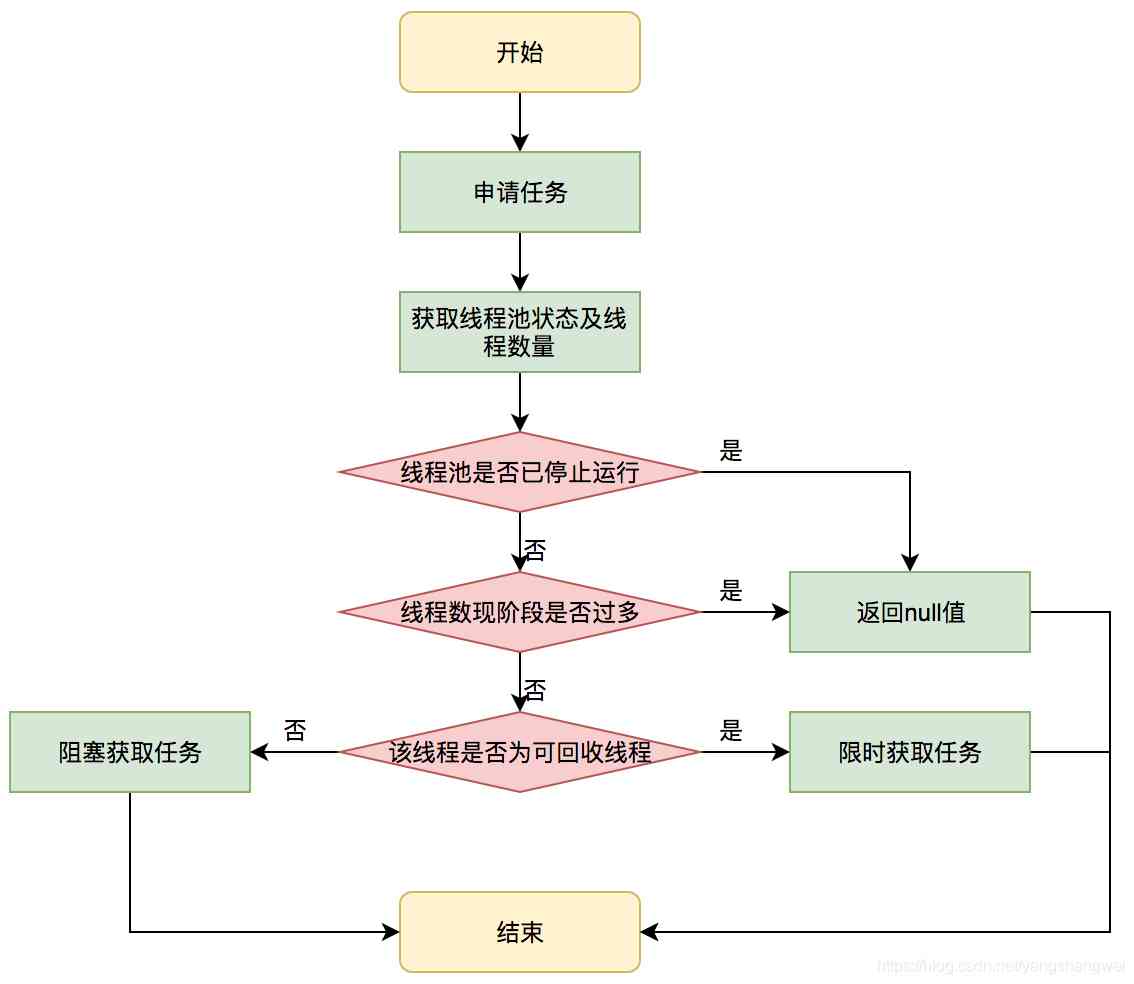 开始
申请任务
获取线程池状态及线
程数量
线程池是否已停止运行
是
否
线程数现阶段是否过多
是
返回null值
否
阻塞获取任务
否
该线程是否为可回收线程
是
限时获取任务
结束
https://blog.csdn.net/yangshangwei